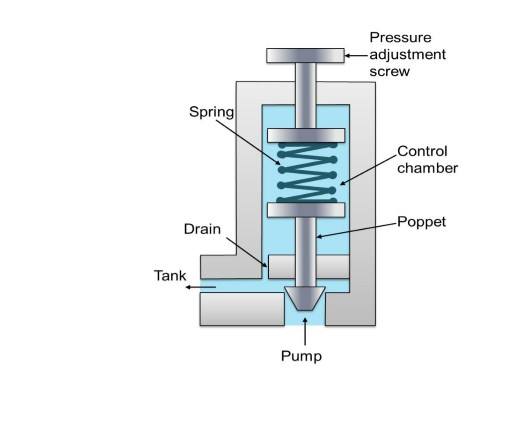 Pressure
adjustment
screw
Spring
Control
chamber
Poppet
Drain
Tank
Pump